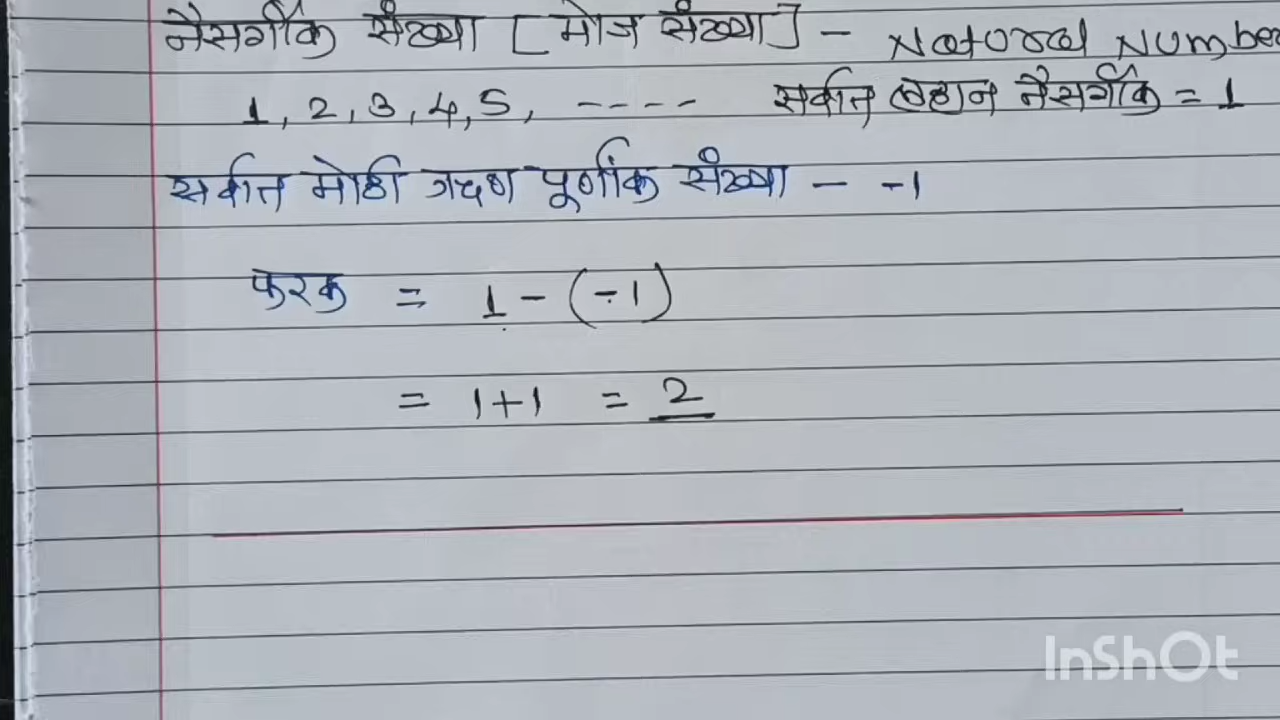 नैसर्गीक संख्या [मोज संख्या] - Natural Number
1, 2, 3, 4, 5, ---- सर्वात लहान नैसर्गीक = 1
सर्वात मोठी ऋण पूर्णांक संख्या - -1
फरक = 1 - (-1)
= 1+1 = 2
InShOt